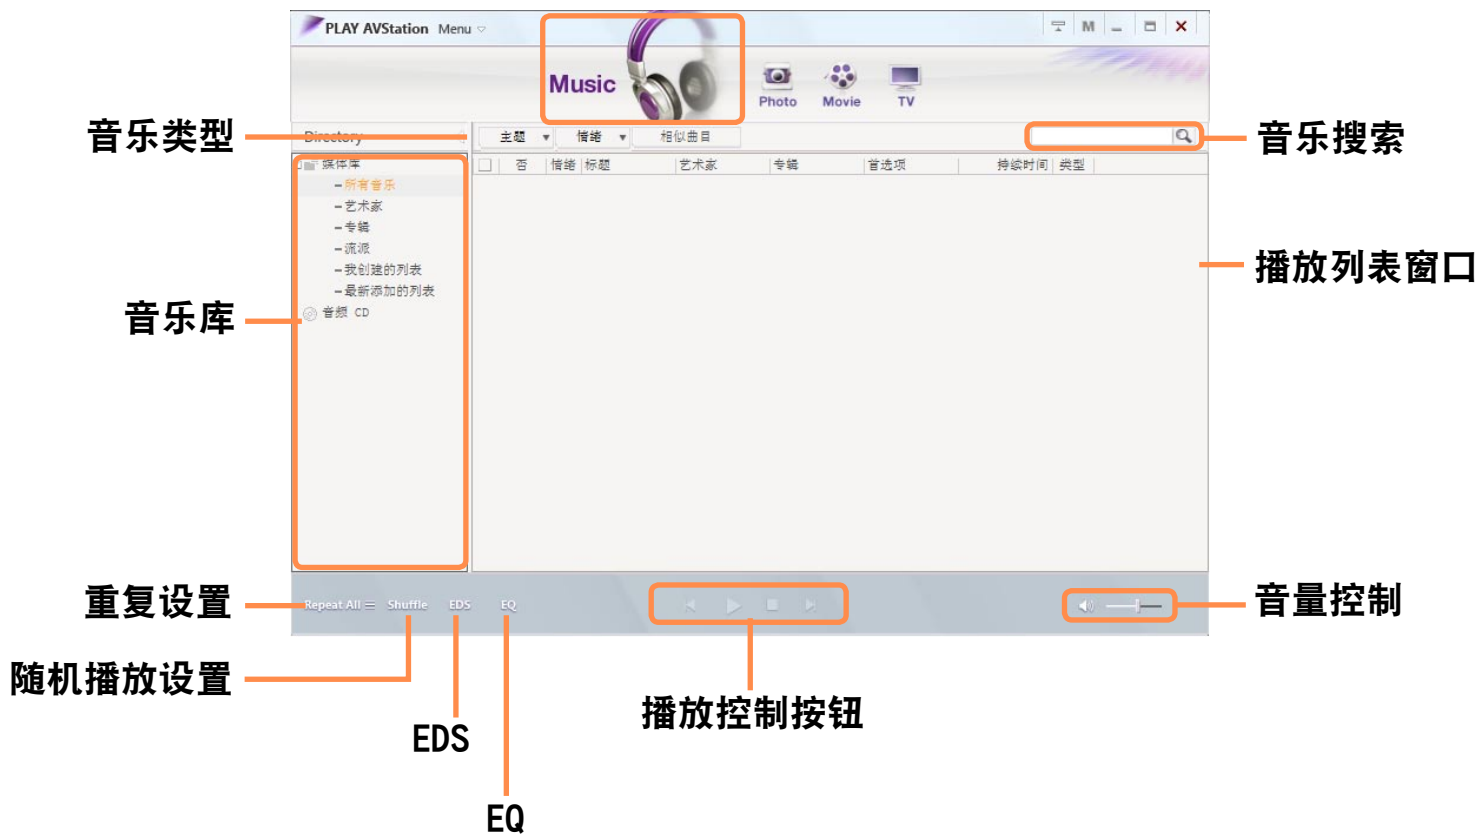 PLAY AVStation Menu
M
Music
Photo Movie TV
音乐类型
Directory
主题 情绪 相似曲目
音乐搜索
媒体库
否 情绪 标题 艺术家 专辑 首选项 持续时间 类型
所有音乐
艺术家
专辑
流派
我创建的列表
最新添加的列表
音频 CD
播放列表窗口
音乐库
重复设置
Repeat All Shuffle EDS EQ
音量控制
随机播放设置
播放控制按钮
EDS
EQ